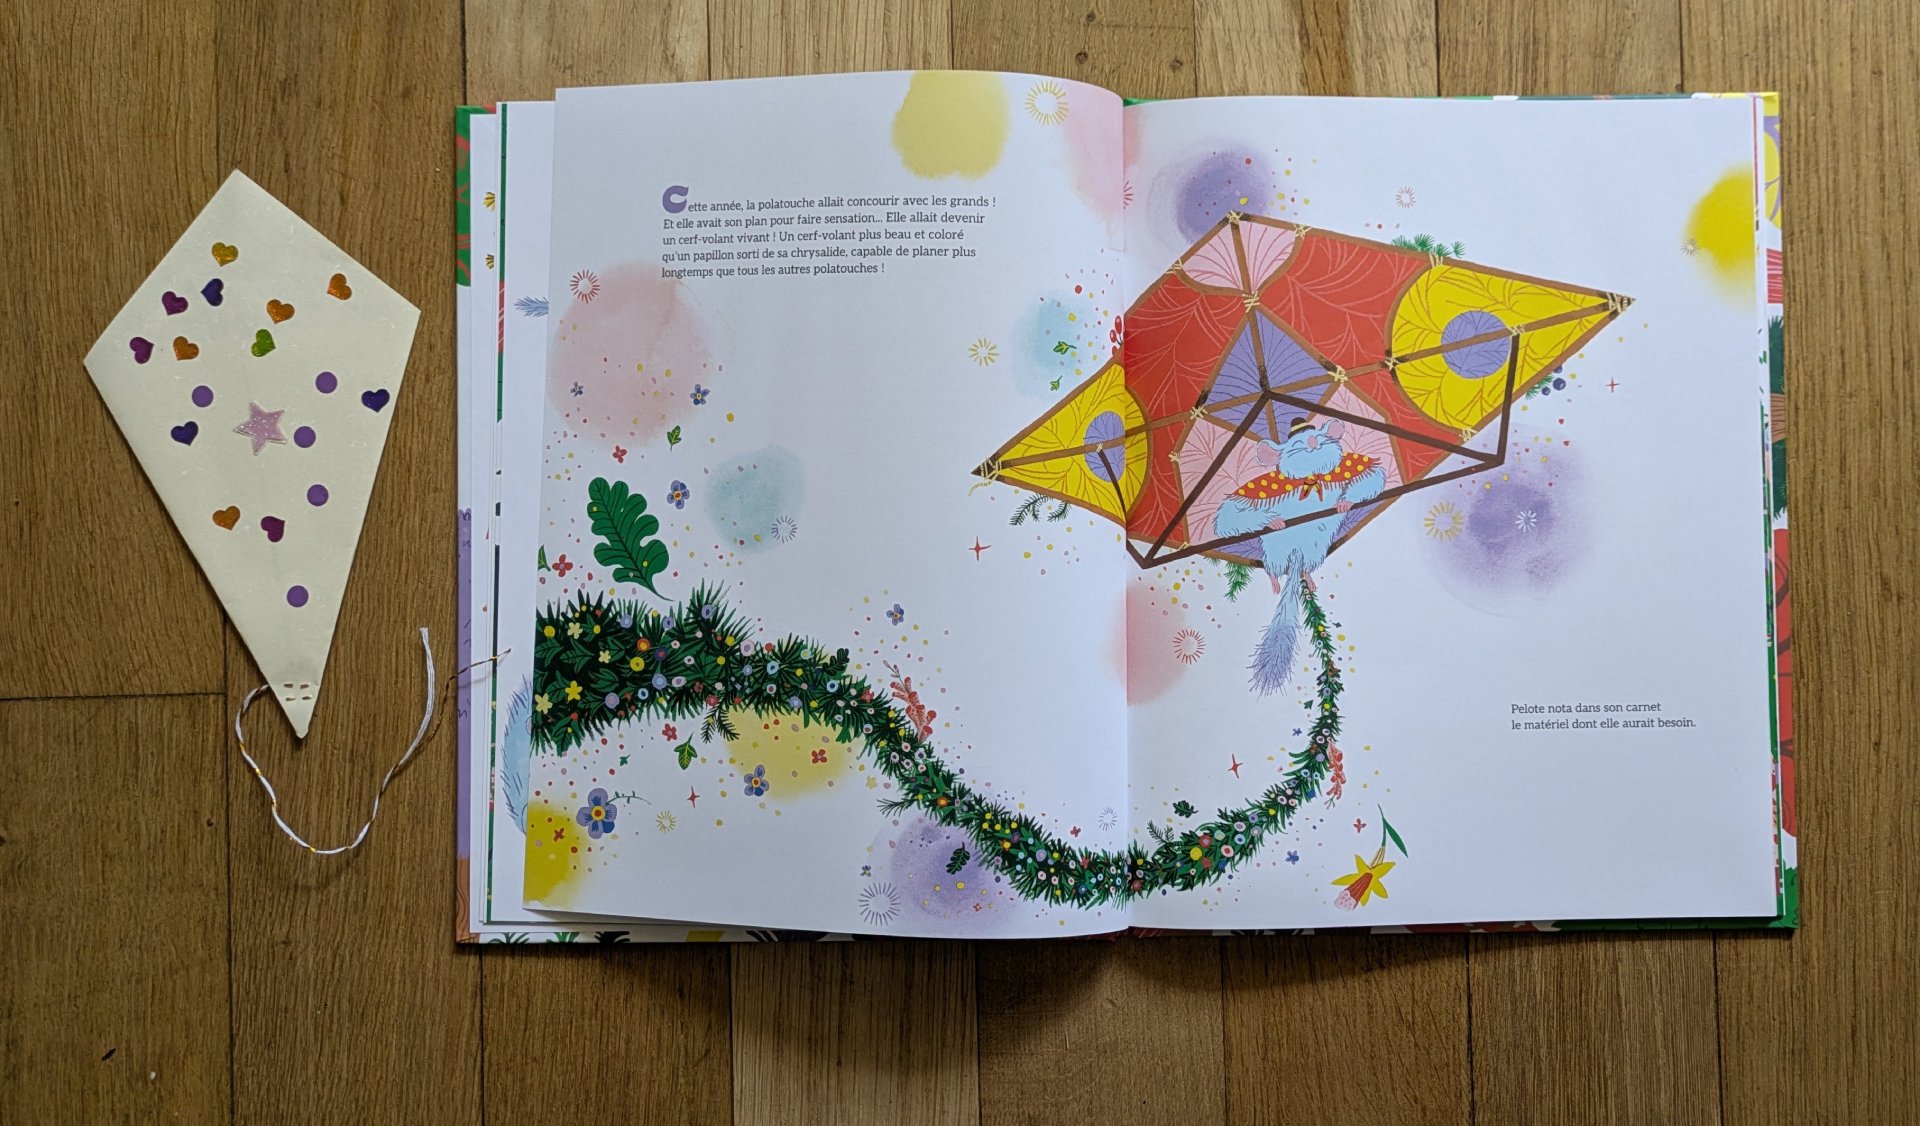 Cette année, la polatouche allait concourir avec les grands !
Et elle avait son plan pour faire sensation... Elle allait devenir
un cerf-volant vivant ! Un cerf-volant plus beau et coloré
qu'un papillon sorti de sa chrysalide, capable de planer plus
longtemps que tous les autres polatouches !
Pelote nota dans son carnet
le matériel dont elle aurait besoin.